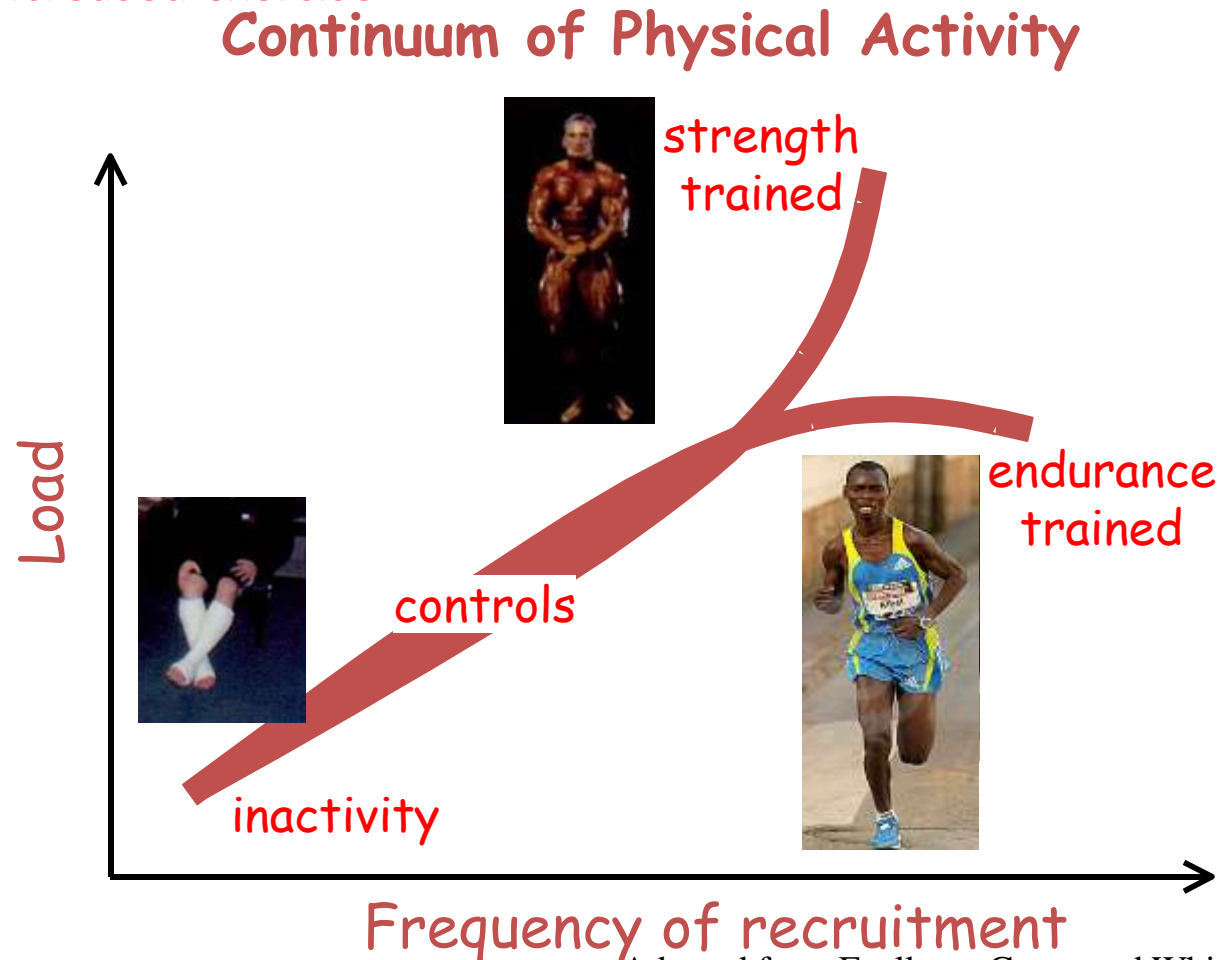 Continuum of Physical Activity
strength
trained
Load
endurance
trained
controls
inactivity
Frequency of recruitment